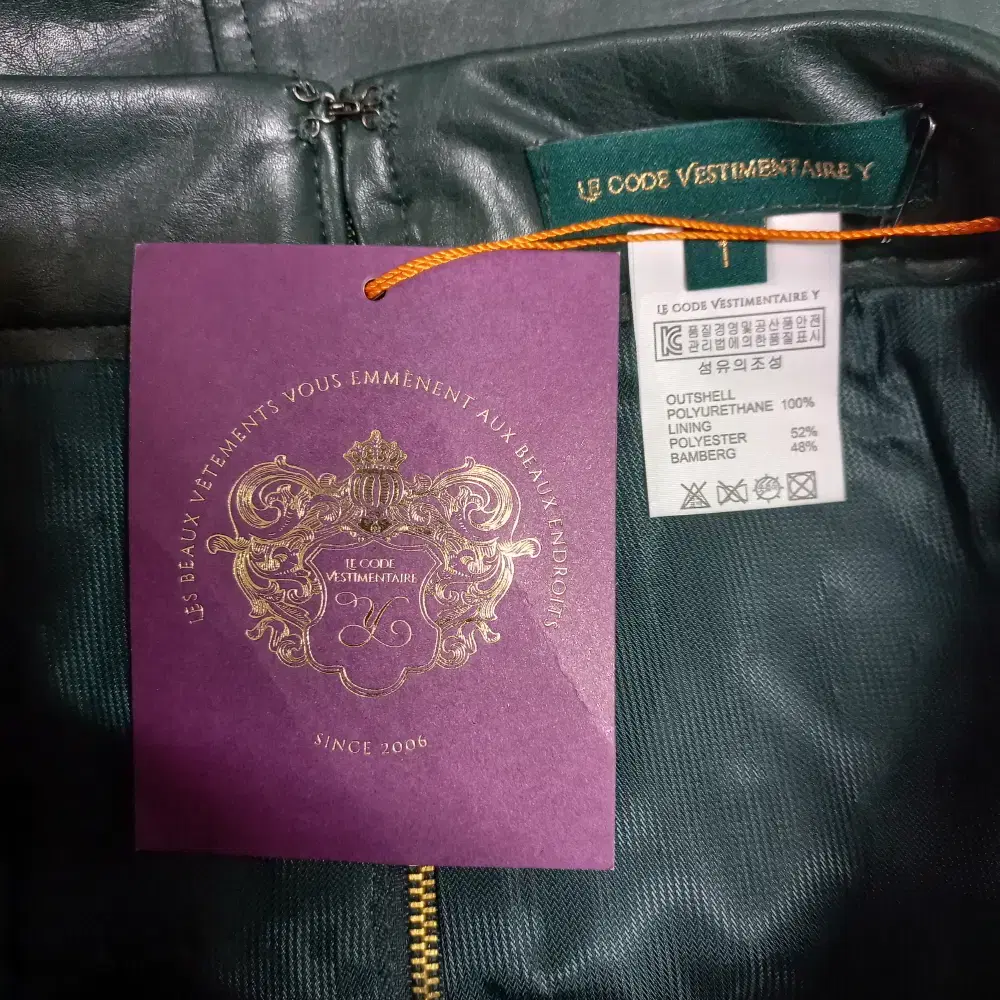 LE CODE VESTIMENTAIRE Y
1
LE CODE VESTIMENTAIRE Y
KC 품질경영및공산품안전
관리법에의한품질표시
섬유의조성
OUTSHELL
POLYURETHANE 100%
LINING
POLYESTER 52%
BAMBERG 48%
LES BEAUX VÊTEMENTS VOUS EMMÈNENT AUX BEAUX ENDROITS
LE CODE
VESTIMENTAIRE
Y
SINCE 2006